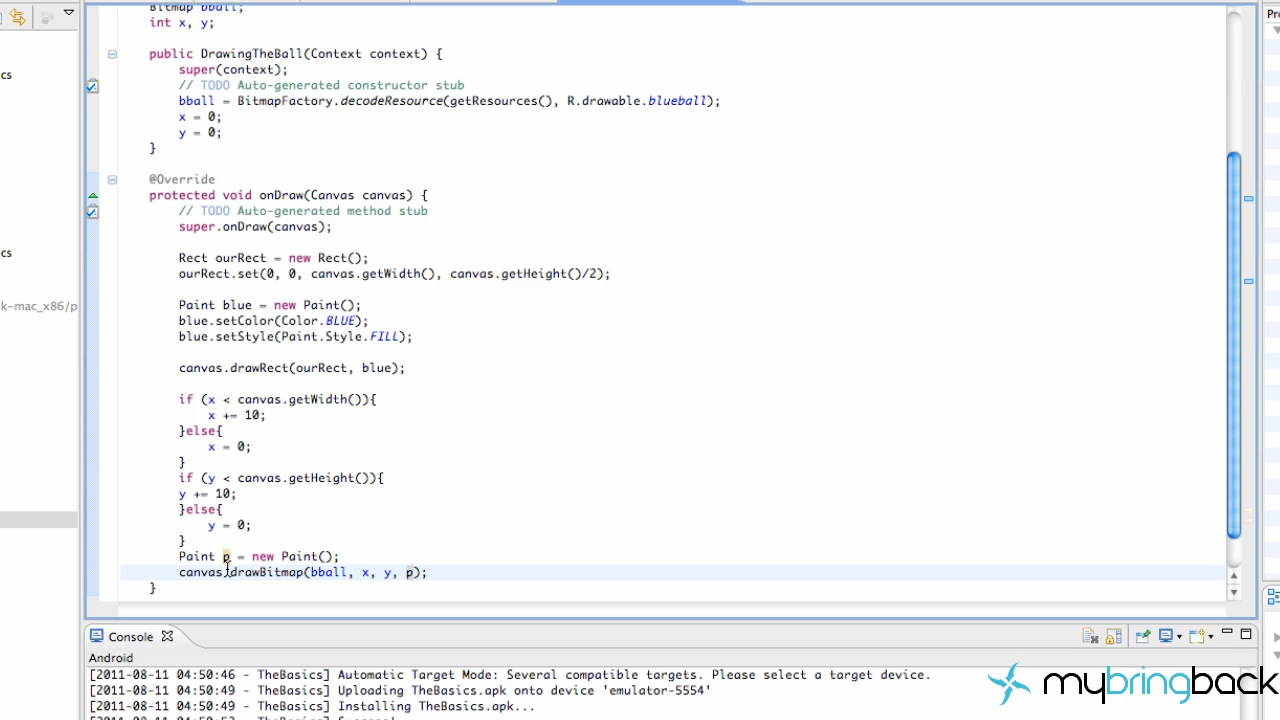 Bitmap bball;
int x, y;
public DrawingTheBall(Context context) {
super(context);
// TODO Auto-generated constructor stub
bball = BitmapFactory.decodeResource(getResources(), R.drawable.blueball);
x = 0;
y = 0;
}
@Override
protected void onDraw(Canvas canvas) {
// TODO Auto-generated method stub
super.onDraw(canvas);
Rect ourRect = new Rect();
ourRect.set(0, 0, canvas.getWidth(), canvas.getHeight()/2);
Paint blue = new Paint();
blue.setColor(Color.BLUE);
blue.setStyle(Paint.Style.FILL);
canvas.drawRect(ourRect, blue);
if (x < canvas.getWidth()){
x += 10;
}else{
x = 0;
}
if (y < canvas.getHeight()){
y += 10;
}else{
y = 0;
}
Paint p = new Paint();
canvas.drawBitmap(bball, x, y, p);
}
cs
cs
k-mac_x86/p
Pr
Console
Android
[2011-08-11 04:50:46 - TheBasics] Automatic Target Mode: Several compatible targets. Please select a target device.
[2011-08-11 04:50:49 - TheBasics] Uploading TheBasics.apk onto device 'emulator-5554'
[2011-08-11 04:50:49 - TheBasics] Installing TheBasics.apk...
mybringback